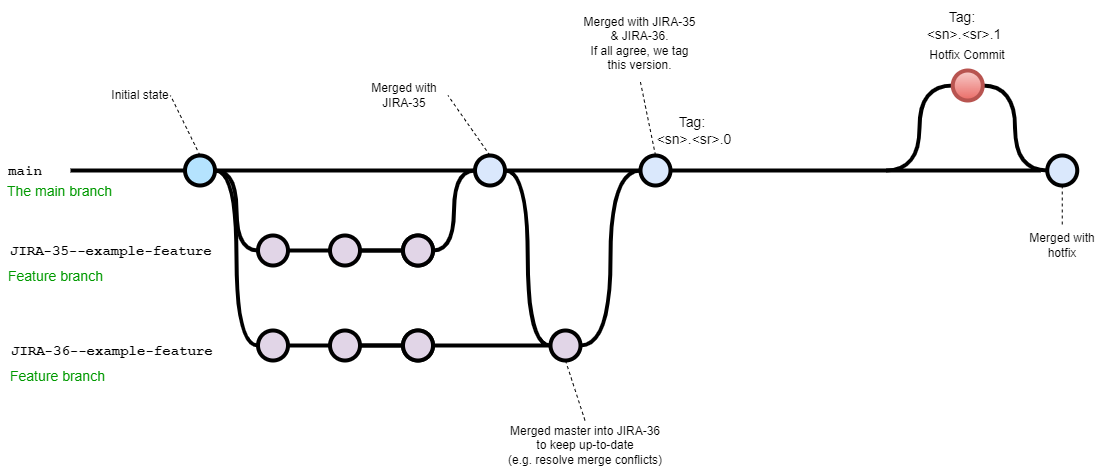 Tag:
<sn>.<sr>.1
Hotfix Commit
Merged with JIRA-35
& JIRA-36.
If all agree, we tag
this version.
Initial state
Merged with
JIRA-35
Tag:
<sn>.<sr>.0
main
The main branch
Merged with
hotfix
JIRA-35--example-feature
Feature branch
JIRA-36--example-feature
Feature branch
Merged master into JIRA-36
to keep up-to-date
(e.g. resolve merge conflicts)